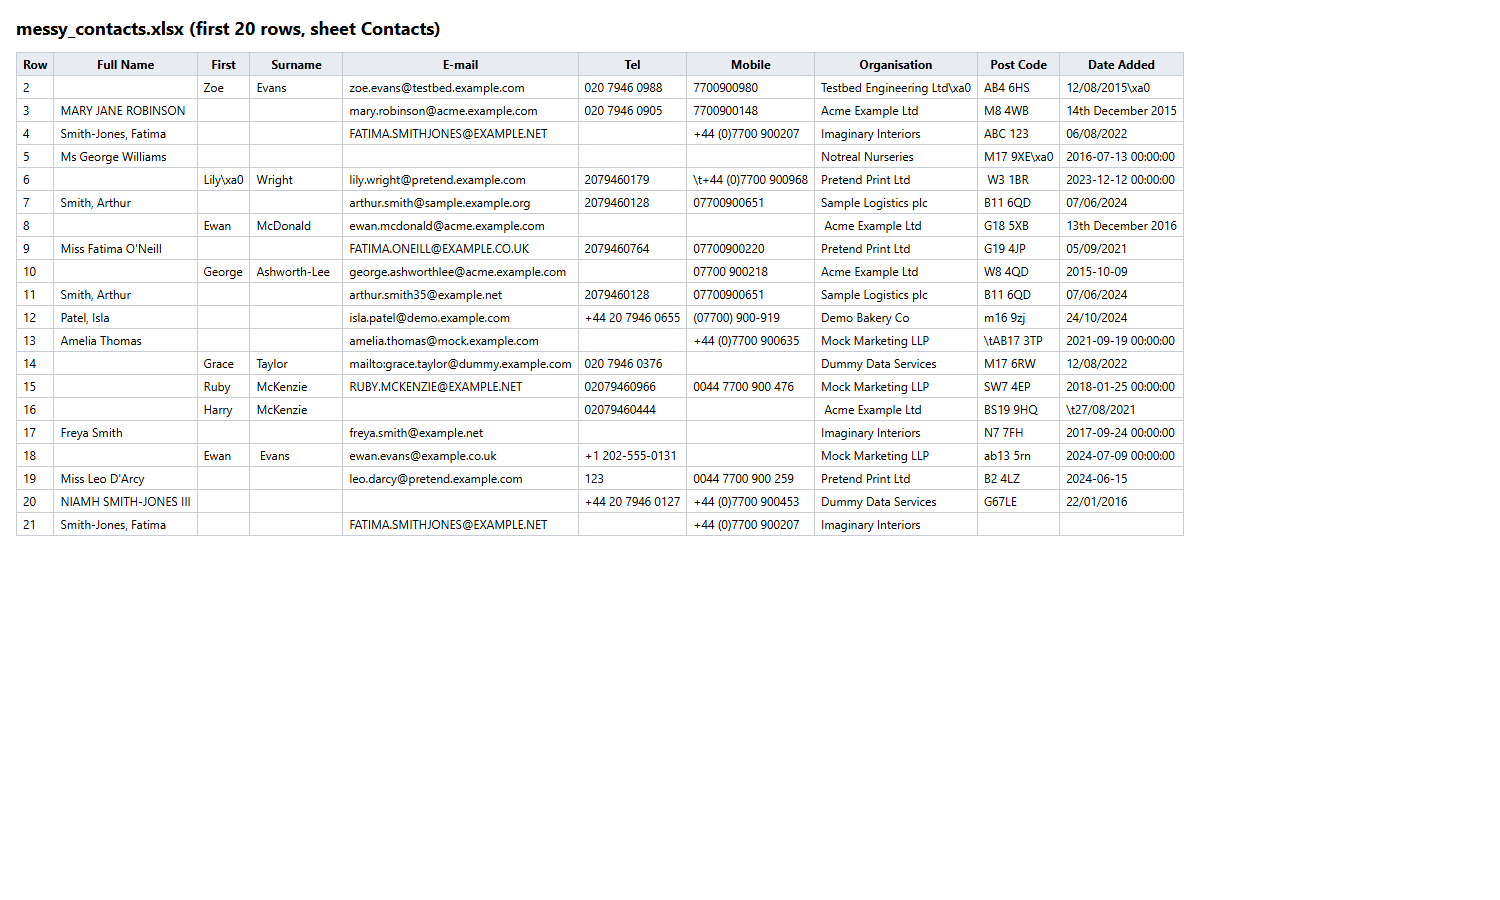 messy_contacts.xlsx (first 20 rows, sheet Contacts)
Row Full Name First Surname E-mail Tel Mobile Organisation Post Code Date Added
2 Zoe Evans zoe.evans@testbed.example.com 020 7946 0988 7700900980 Testbed Engineering Ltd\xa0 AB4 6HS 12/08/2015\xa0
3 MARY JANE ROBINSON mary.robinson@acme.example.com 020 7946 0905 7700900148 Acme Example Ltd M8 4WB 14th December 2015
4 Smith-Jones, Fatima FATIMA.SMITHJONES@EXAMPLE.NET +44 (0)7700 900207 Imaginary Interiors ABC 123 06/08/2022
5 Ms George Williams Notreal Nurseries M17 9XE\xa0 2016-07-13 00:00:00
6 Lily\xa0 Wright lily.wright@pretend.example.com 2079460179 \t+44 (0)7700 900968 Pretend Print Ltd W3 1BR 2023-12-12 00:00:00
7 Smith, Arthur arthur.smith@sample.example.org 2079460128 07700900651 Sample Logistics plc B11 6QD 07/06/2024
8 Ewan McDonald ewan.mcdonald@acme.example.com Acme Example Ltd G18 5XB 13th December 2016
9 Miss Fatima O'Neill FATIMA.ONEILL@EXAMPLE.CO.UK 2079460764 07700900220 Pretend Print Ltd G19 4JP 05/09/2021
10 George Ashworth-Lee george.ashworthlee@acme.example.com 07700 900218 Acme Example Ltd W8 4QD 2015-10-09
11 Smith, Arthur arthur.smith35@example.net 2079460128 07700900651 Sample Logistics plc B11 6QD 07/06/2024
12 Patel, Isla isla.patel@demo.example.com +44 20 7946 0655 (07700) 900-919 Demo Bakery Co m16 9zj 24/10/2024
13 Amelia Thomas amelia.thomas@mock.example.com +44 (0)7700 900635 Mock Marketing LLP \tAB17 3TP 2021-09-19 00:00:00
14 Grace Taylor mailto:grace.taylor@dummy.example.com 020 7946 0376 Dummy Data Services M17 6RW 12/08/2022
15 Ruby McKenzie RUBY.MCKENZIE@EXAMPLE.NET 02079460966 0044 7700 900 476 Mock Marketing LLP SW7 4EP 2018-01-25 00:00:00
16 Harry McKenzie 02079460444 Acme Example Ltd BS19 9HQ \t27/08/2021
17 Freya Smith freya.smith@example.net Imaginary Interiors N7 7FH 2017-09-24 00:00:00
18 Ewan Evans ewan.evans@example.co.uk +1 202-555-0131 Mock Marketing LLP ab13 5rn 2024-07-09 00:00:00
19 Miss Leo D'Arcy leo.darcy@pretend.example.com 123 0044 7700 900 259 Pretend Print Ltd B2 4LZ 2024-06-15
20 NIAMH SMITH-JONES III +44 20 7946 0127 +44 (0)7700 900453 Dummy Data Services G67LE 22/01/2016
21 Smith-Jones, Fatima FATIMA.SMITHJONES@EXAMPLE.NET +44 (0)7700 900207 Imaginary Interiors